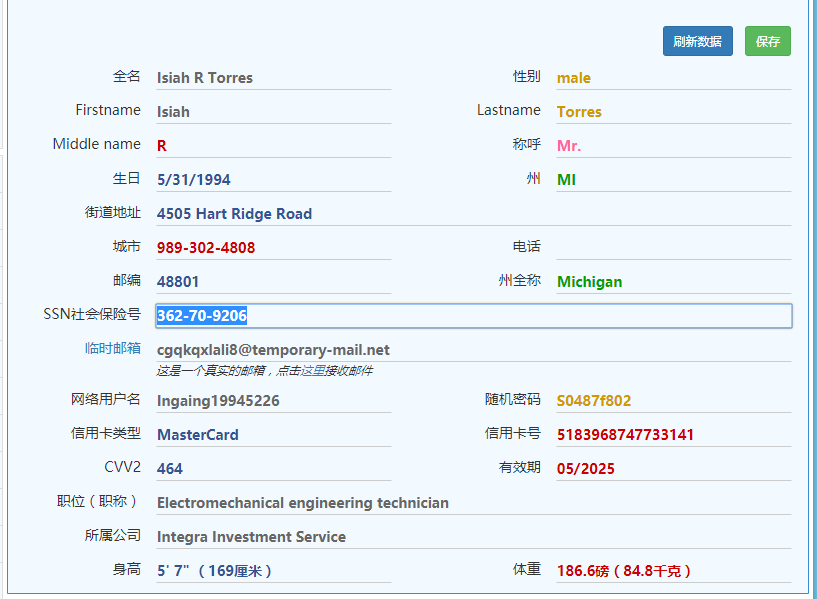 刷新数据 保存
全名 Isiah R Torres 性别 male
Firstname Isiah Lastname Torres
Middle name R 称呼 Mr.
生日 5/31/1994 州 MI
街道地址 4505 Hart Ridge Road
城市 989-302-4808 电话
邮编 48801 州全称 Michigan
SSN社会保险号 362-70-9206
临时邮箱 cgqkqxlali8@temporary-mail.net
这是一个真实的邮箱，点击这里接收邮件
网络用户名 Ingaing19945226 随机密码 S0487f802
信用卡类型 MasterCard 信用卡号 5183968747733141
CVV2 464 有效期 05/2025
职位（职称） Electromechanical engineering technician
所属公司 Integra Investment Service
身高 5' 7" （169厘米） 体重 186.6磅（84.8千克）